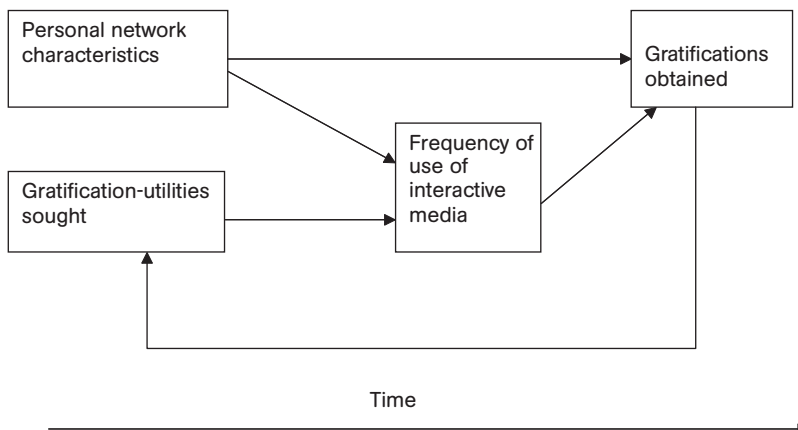 Personal network
characteristics
Gratifications
obtained
Frequency of
use of
interactive
media
Gratification-utilities
sought
Time